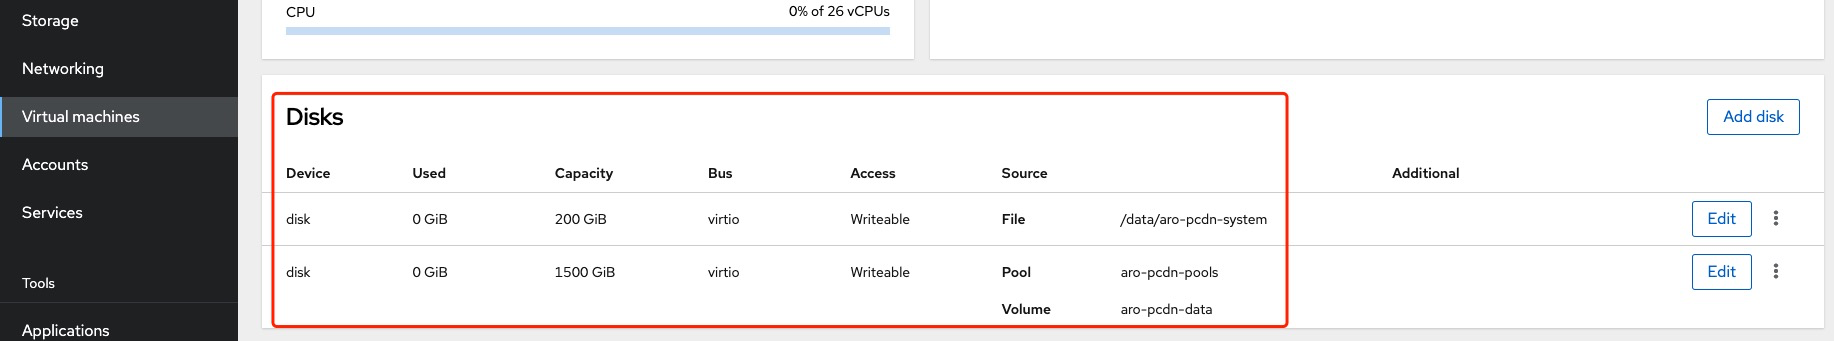 Storage
Networking
Virtual machines
Accounts
Services
Tools
Applications
CPU 0% of 26 vCPUs
Disks
Add disk
Device Used Capacity Bus Access Source Additional
disk 0 GiB 200 GiB virtio Writeable File /data/aro-pcdn-system Edit
disk 0 GiB 1500 GiB virtio Writeable Pool aro-pcdn-pools Edit
Volume aro-pcdn-data